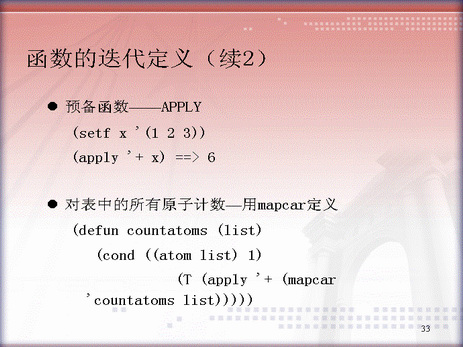 函数的迭代定义（续2）
● 预备函数——APPLY
(setf x '(1 2 3))
(apply '+ x) ==> 6
● 对表中的所有原子计数—用mapcar定义
(defun countatoms (list)
(cond ((atom list) 1)
(T (apply '+ (mapcar
'countatoms list)))))
33